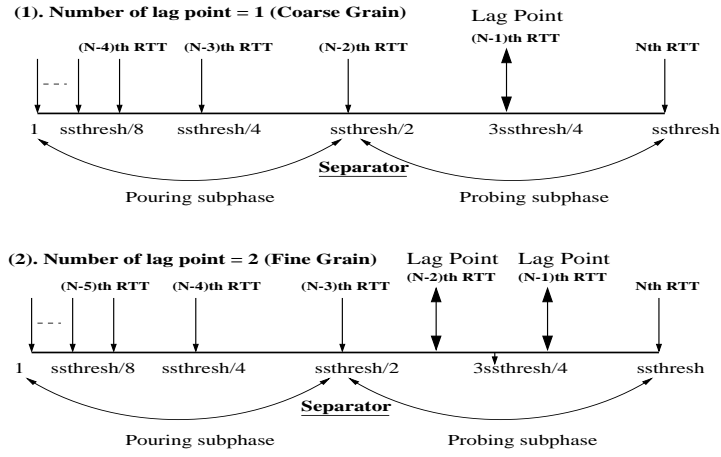 (1). Number of lag point = 1 (Coarse Grain)
Lag Point
(N-4)th RTT (N-3)th RTT (N-2)th RTT (N-1)th RTT Nth RTT
1 ssthresh/8 ssthresh/4 ssthresh/2 3ssthresh/4 ssthresh
Separator
Pouring subphase Probing subphase
(2). Number of lag point = 2 (Fine Grain) Lag Point Lag Point
(N-5)th RTT (N-4)th RTT (N-3)th RTT (N-2)th RTT (N-1)th RTT Nth RTT
1 ssthresh/8 ssthresh/4 ssthresh/2 3ssthresh/4 ssthresh
Separator
Pouring subphase Probing subphase